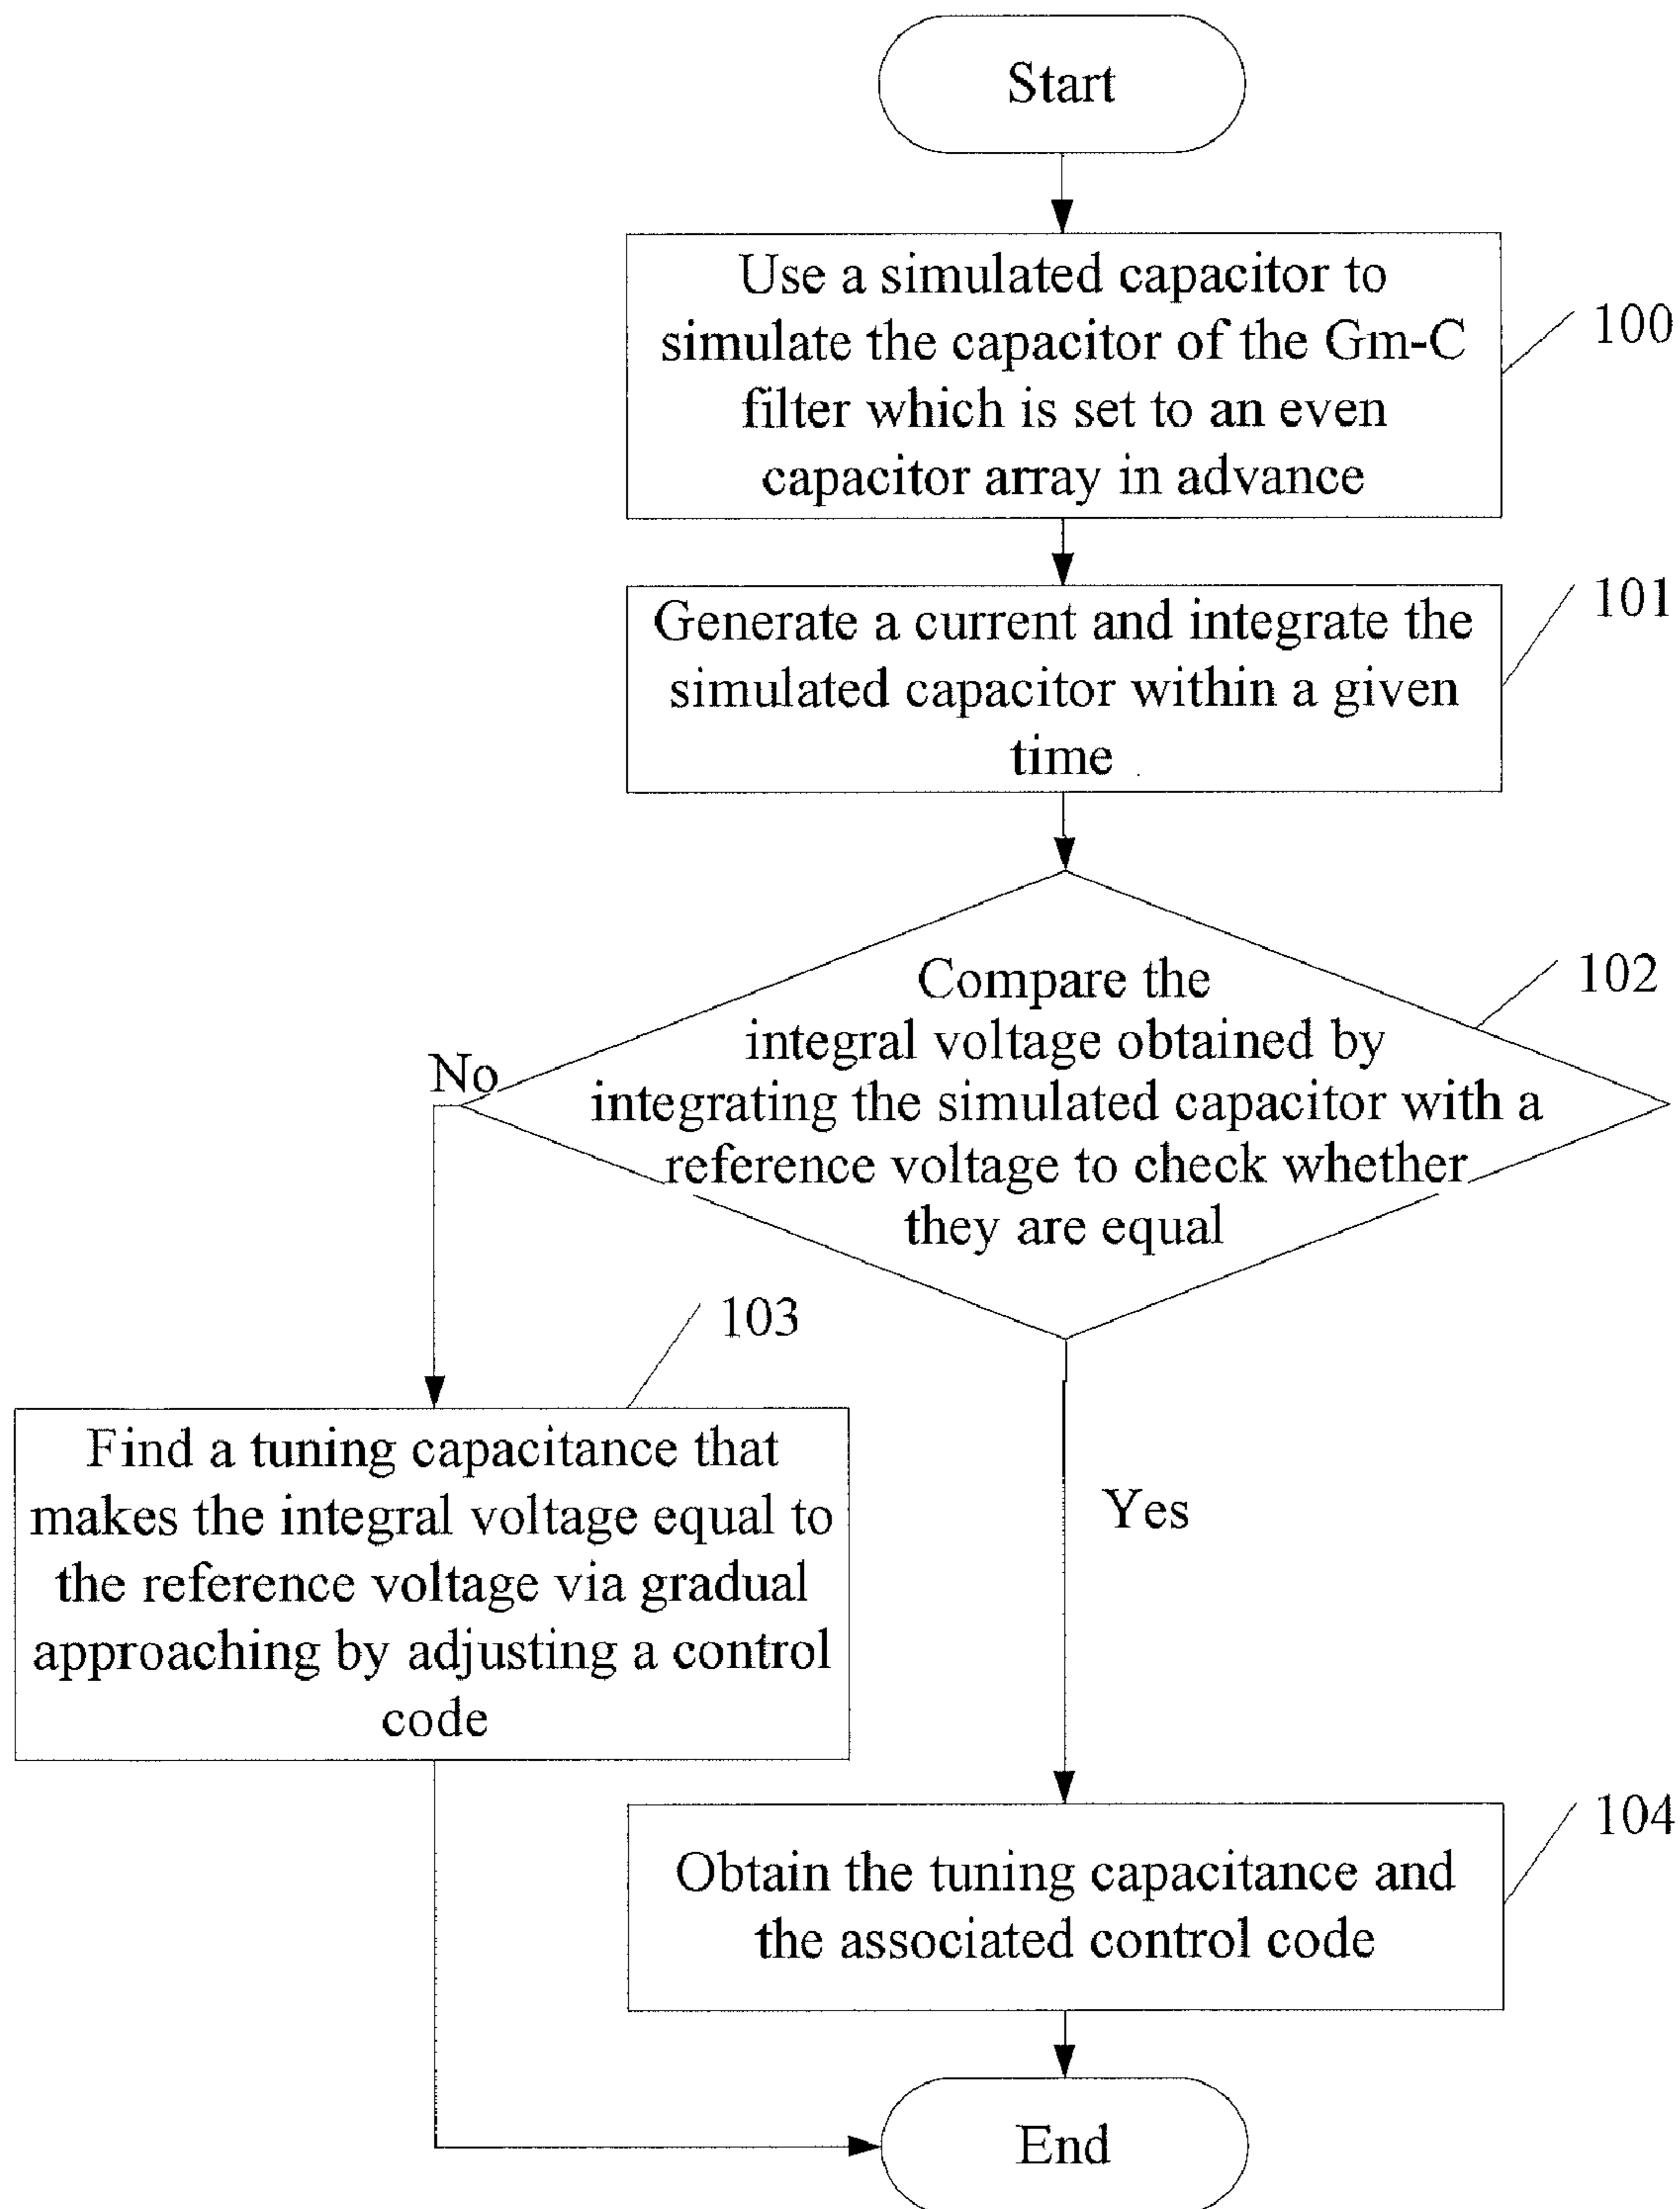 Start
Use a simulated capacitor to
simulate the capacitor of the Gm-C
filter which is set to an even
capacitor array in advance
100
Generate a current and integrate the
simulated capacitor within a given
time
101
Compare the
integral voltage obtained by
integrating the simulated capacitor with a
reference voltage to check whether
they are equal
102
No
103
Find a tuning capacitance that
makes the integral voltage equal to
the reference voltage via gradual
approaching by adjusting a control
code
Yes
104
Obtain the tuning capacitance and
the associated control code
End